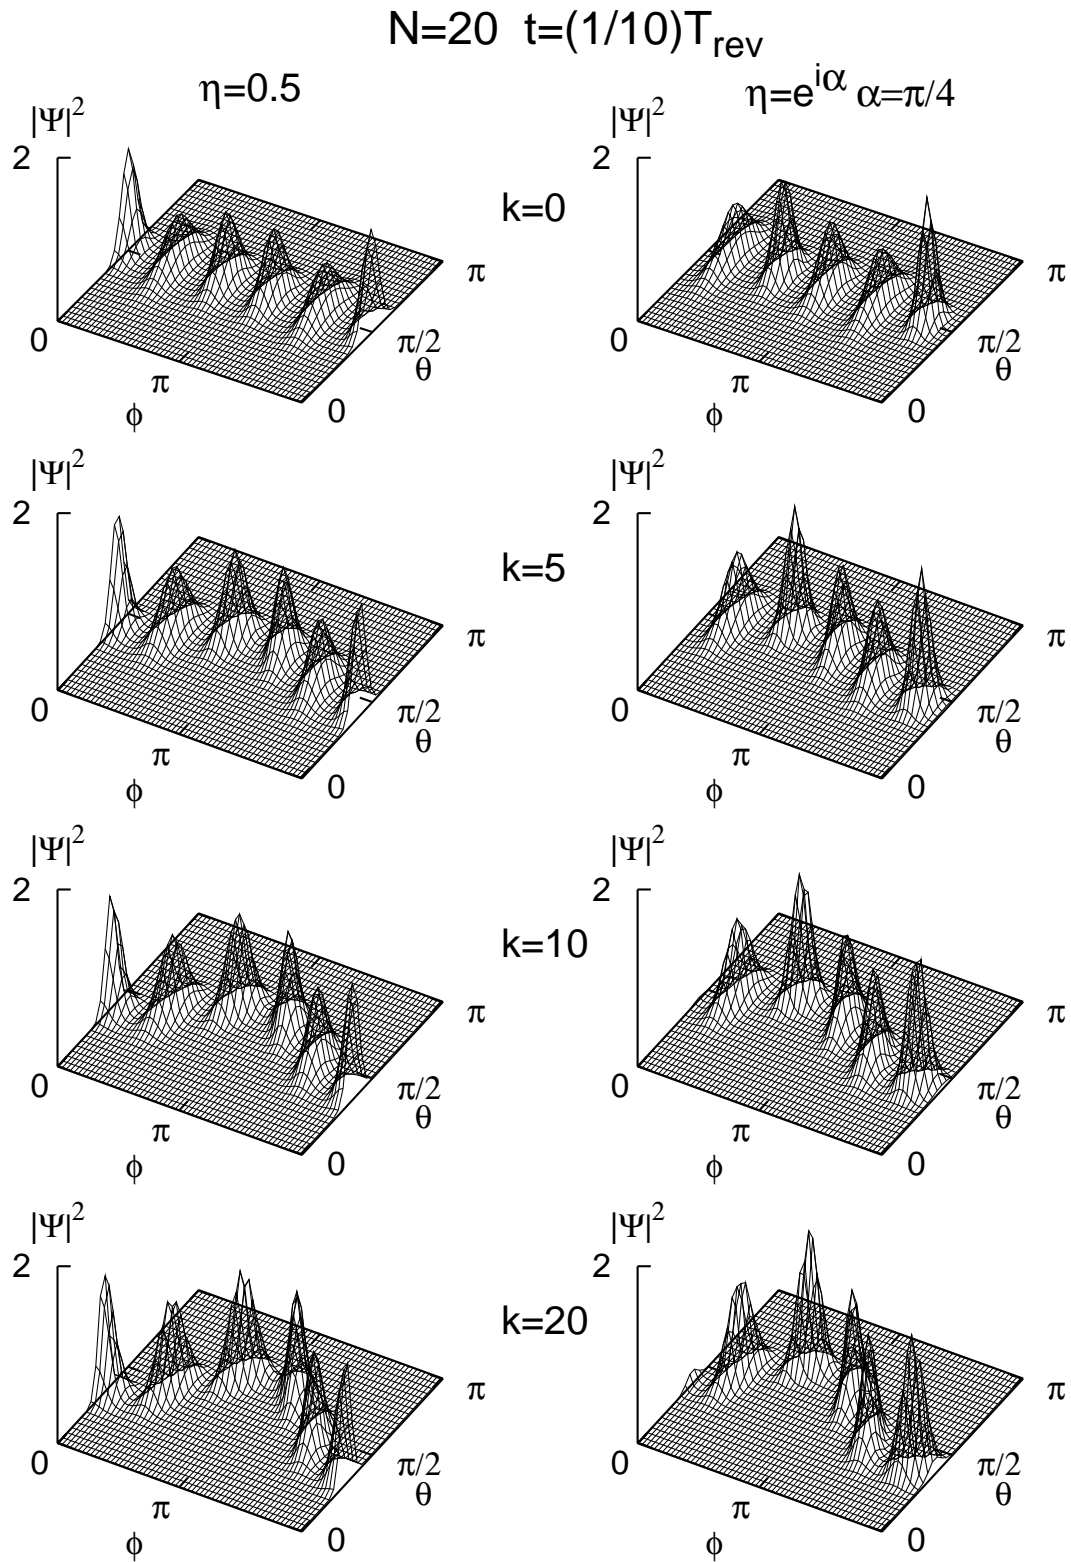 N=20 t=(1/10)T_rev
η=0.5
η=e^{iα} α=π/4
|Ψ|²
2
0
π
ϕ
0
π/2
θ
π
k=0
|Ψ|²
2
0
π
ϕ
0
π/2
θ
π
|Ψ|²
2
0
π
ϕ
0
π/2
θ
π
k=5
|Ψ|²
2
0
π
ϕ
0
π/2
θ
π
|Ψ|²
2
0
π
ϕ
0
π/2
θ
π
k=10
|Ψ|²
2
0
π
ϕ
0
π/2
θ
π
|Ψ|²
2
0
π
ϕ
0
π/2
θ
π
k=20
|Ψ|²
2
0
π
ϕ
0
π/2
θ
π